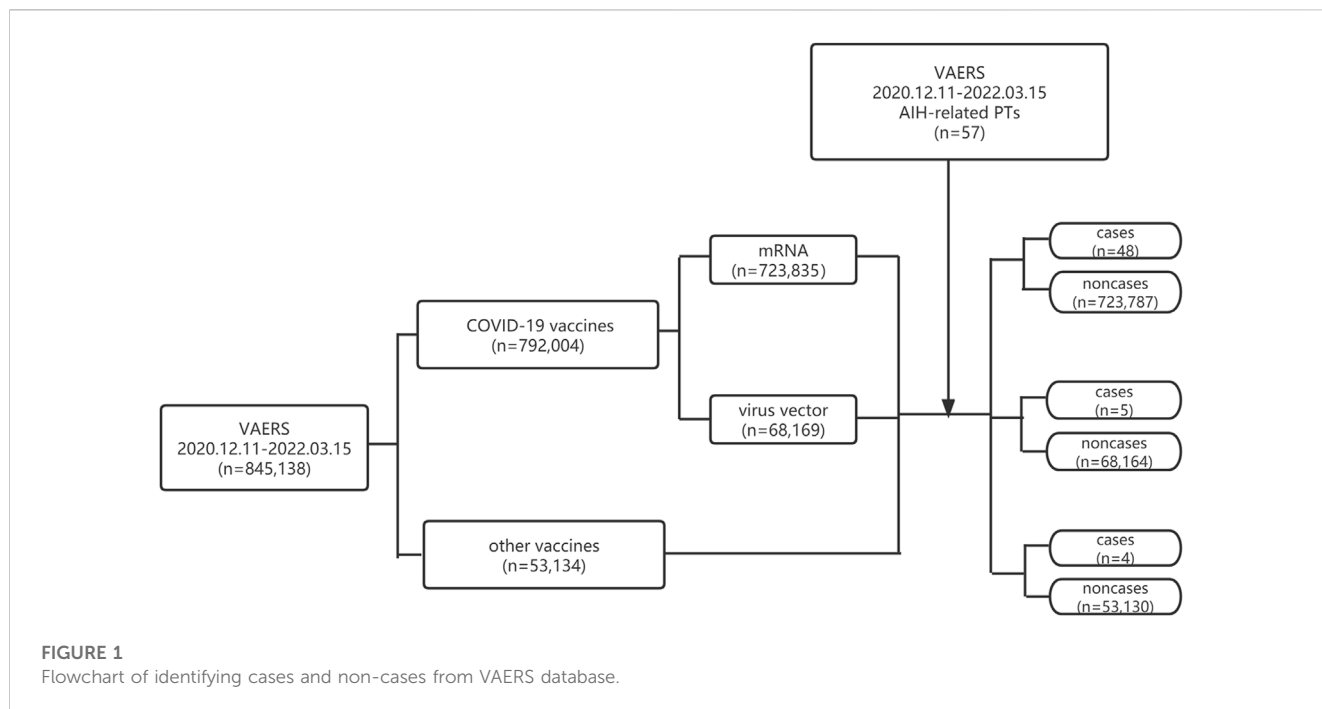 VAERS
2020.12.11-2022.03.15
AIH-related PTs
(n=57)
cases
(n=48)
mRNA
(n=723,835)
noncases
(n=723,787)
COVID-19 vaccines
(n=792,004)
cases
(n=5)
virus vector
(n=68,169)
VAERS
2020.12.11-2022.03.15
(n=845,138)
noncases
(n=68,164)
other vaccines
(n=53,134)
cases
(n=4)
noncases
(n=53,130)
FIGURE 1
Flowchart of identifying cases and non-cases from VAERS database.